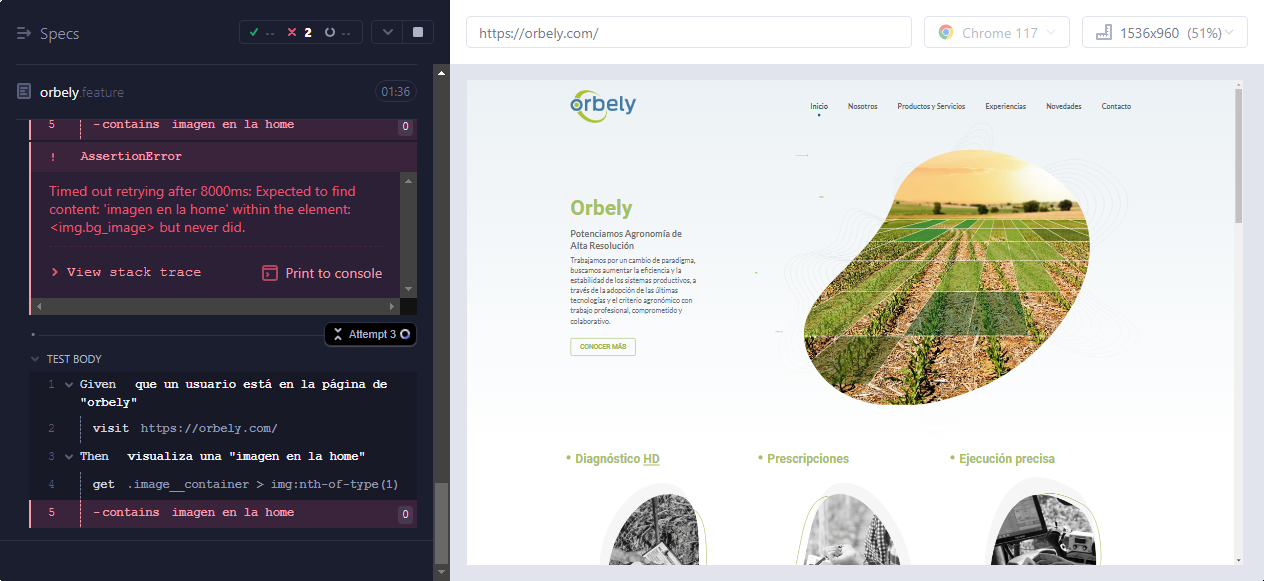 Specs
-- 2 --
https://orbely.com/
Chrome 117
1536x960 (51%)
orbely.feature
01:36
5 -contains imagen en la home 0
! AssertionError
Timed out retrying after 8000ms: Expected to find
content: 'imagen en la home' within the element:
<img.bg_image> but never did.
> View stack trace
Print to console
Attempt 3
TEST BODY
1 Given que un usuario está en la página de
"orbely"
2 visit https://orbely.com/
3 Then visualiza una "imagen en la home"
4 get .image__container > img:nth-of-type(1)
5 -contains imagen en la home 0
orbely
Inicio Nosotros Productos y Servicios Experiencias Novedades Contacto
Orbely
Potenciamos Agronomía de
Alta Resolución
Trabajamos por un cambio de paradigma,
buscamos aumentar la eficiencia y la
estabilidad de los sistemas productivos, a
través de la adopción de las últimas
tecnologías y el criterio agronómico con
trabajo profesional, comprometido y
colaborativo.
CONOCER MÁS
• Diagnóstico HD
• Prescripciones
• Ejecución precisa